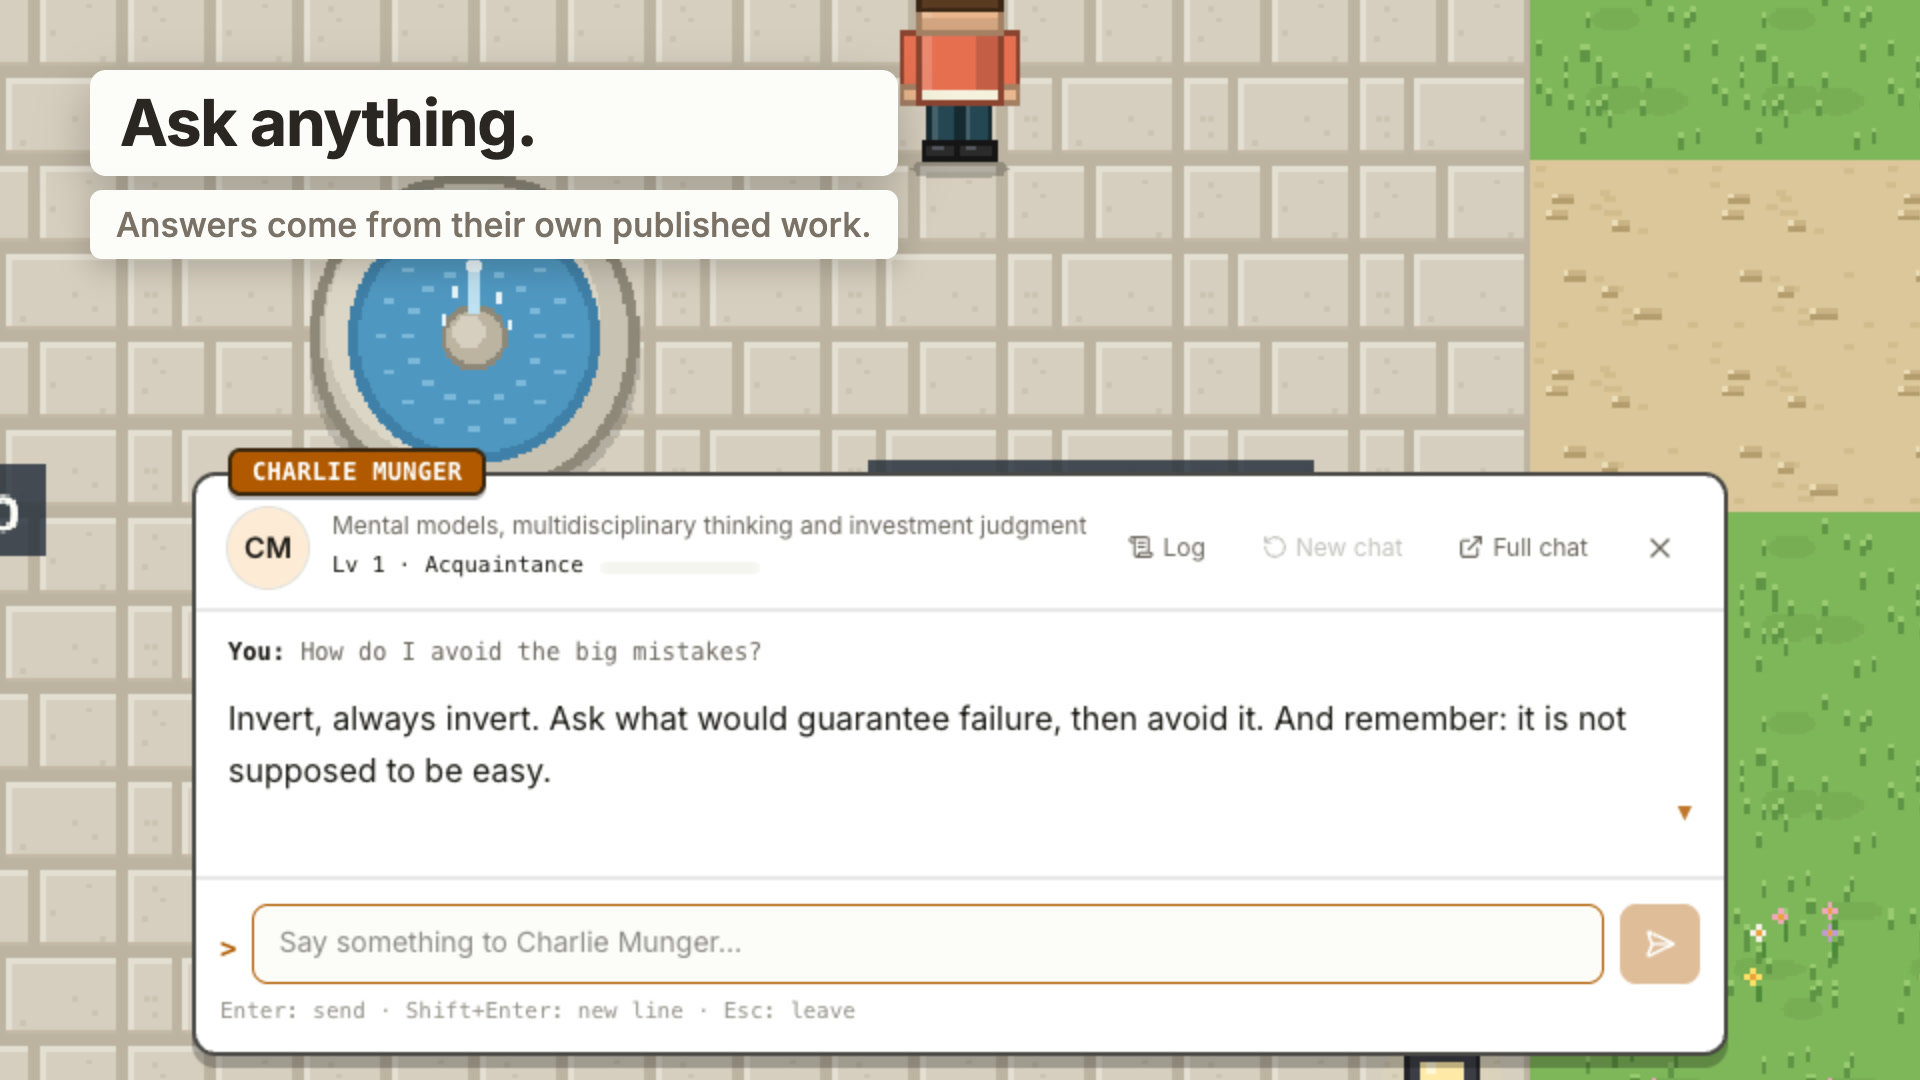 Ask anything.
Answers come from their own published work.
CHARLIE MUNGER
CM
Mental models, multidisciplinary thinking and investment judgment
Lv 1 · Acquaintance
Log
New chat
Full chat
You: How do I avoid the big mistakes?
Invert, always invert. Ask what would guarantee failure, then avoid it. And remember: it is not
supposed to be easy.
>
Say something to Charlie Munger...
Enter: send · Shift+Enter: new line · Esc: leave